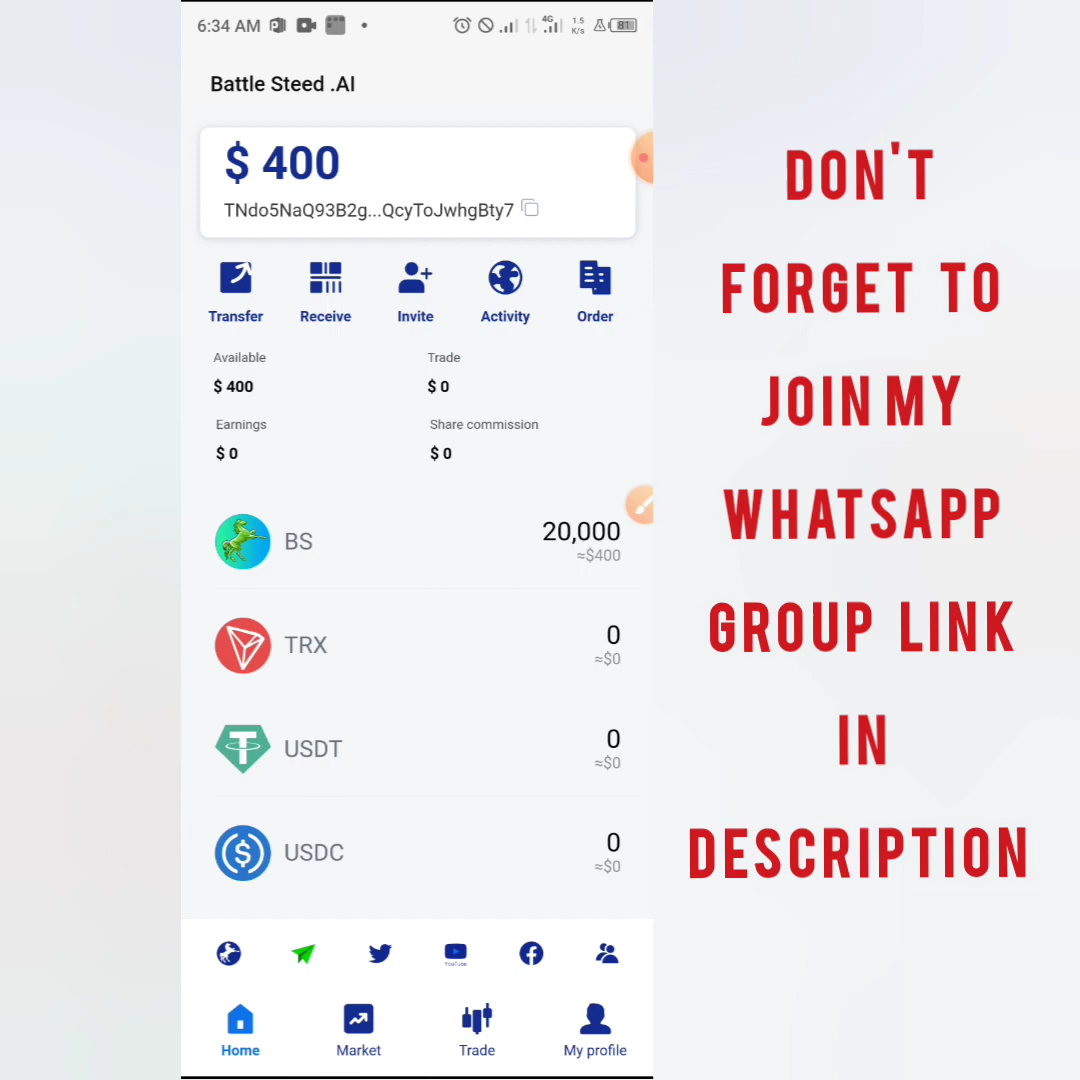 6:34 AM
4G
1.5
K/s
81
Battle Steed .AI
$ 400
TNdo5NaQ93B2g...QcyToJwhgBty7
Transfer
Receive
Invite
Activity
Order
Available
Trade
$ 400
$ 0
Earnings
Share commission
$ 0
$ 0
BS
20,000
≈$400
TRX
0
≈$0
USDT
0
≈$0
USDC
0
≈$0
YouTube
Home
Market
Trade
My profile
DON'T
FORGET TO
JOIN MY
WHATSAPP
GROUP LINK
IN
DESCRIPTION